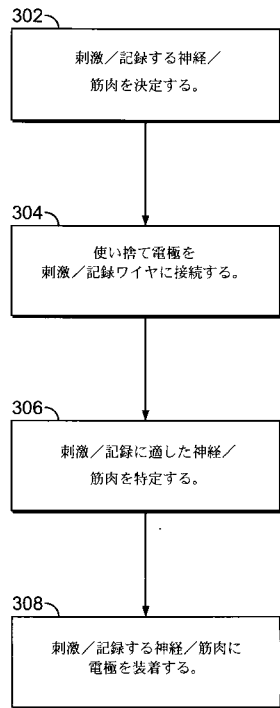 302
刺激／記録する神経／
筋肉を決定する。
304
使い捨て電極を
刺激／記録ワイヤに接続する。
306
刺激／記録に適した神経／
筋肉を特定する。
308
刺激／記録する神経／筋肉に
電極を装着する。